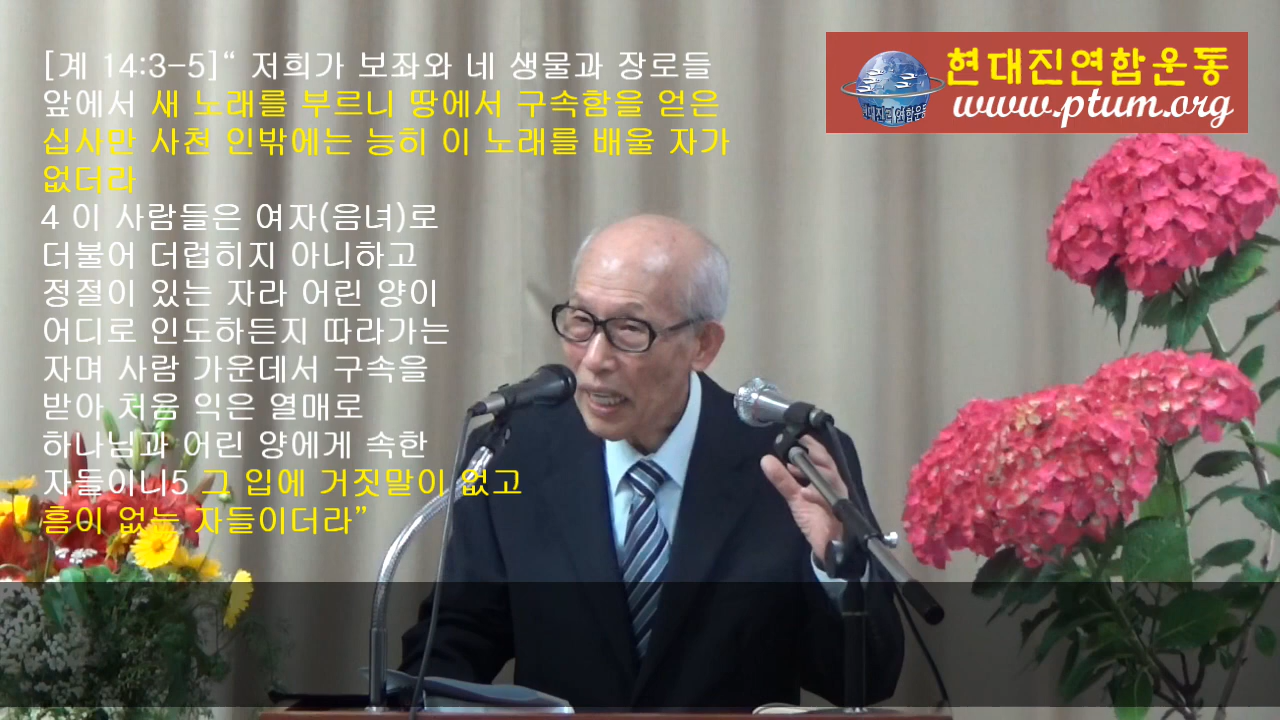 [계 14:3-5]“ 저희가 보좌와 네 생물과 장로들
앞에서 새 노래를 부르니 땅에서 구속함을 얻은
십사만 사천 인밖에는 능히 이 노래를 배울 자가
없더라
4 이 사람들은 여자(음녀)로
더불어 더럽히지 아니하고
정절이 있는 자라 어린 양이
어디로 인도하든지 따라가는
자며 사람 가운데서 구속을
받아 처음 익은 열매로
하나님과 어린 양에게 속한
자들이니5 그 입에 거짓말이 없고
흠이 없는 자들이더라”
현대진연합운동
www.ptum.org
현대진연합운동